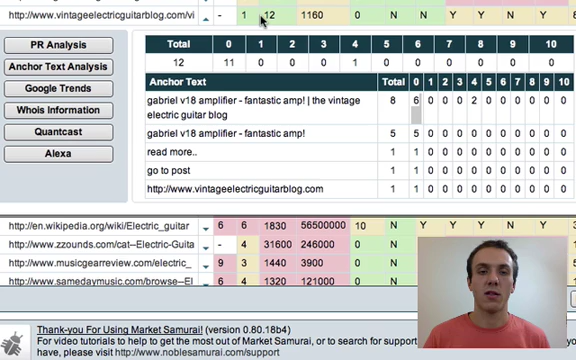 http://www.vintageelectricguitarblog.com/vi - 1 12 1160 0 N N Y Y N Y
PR Analysis
Anchor Text Analysis
Google Trends
Whois Information
Quantcast
Alexa
Total 0 1 2 3 4 5 6 7 8 9 10
12 11 0 0 0 1 0 0 0 0 0 0
Anchor Text Total 0 1 2 3 4 5 6 7 8 9 10
gabriel v18 amplifier - fantastic amp! | the vintage 8 6 0 0 0 2 0 0 0 0 0 0
electric guitar blog
gabriel v18 amplifier - fantastic amp! 5 5 0 0 0 0 0 0 0 0 0 0
read more.. 1 1 0 0 0 0 0 0 0 0 0 0
go to post 1 1 0 0 0 0 0 0 0 0 0 0
http://www.vintageelectricguitarblog.com 1 1 0 0 0 0 0 0 0 0 0 0
http://en.wikipedia.org/wiki/Electric_guitar 6 6 1830 56500000 10 N Y Y Y Y
http://www.zzounds.com/cat--Electric-Guita - 4 31600 246000 0 N
http://www.musicgearreview.com/electric_ 9 3 1440 3900 0 N
http://www.samedaymusic.com/browse--El 6 4 1320 121000 0 N
Thank-you For Using Market Samurai! (version 0.80.18b4)
For video tutorials to help to get the most out of Market Samurai, or to search for suppor
have, please visit http://www.noblesamurai.com/support